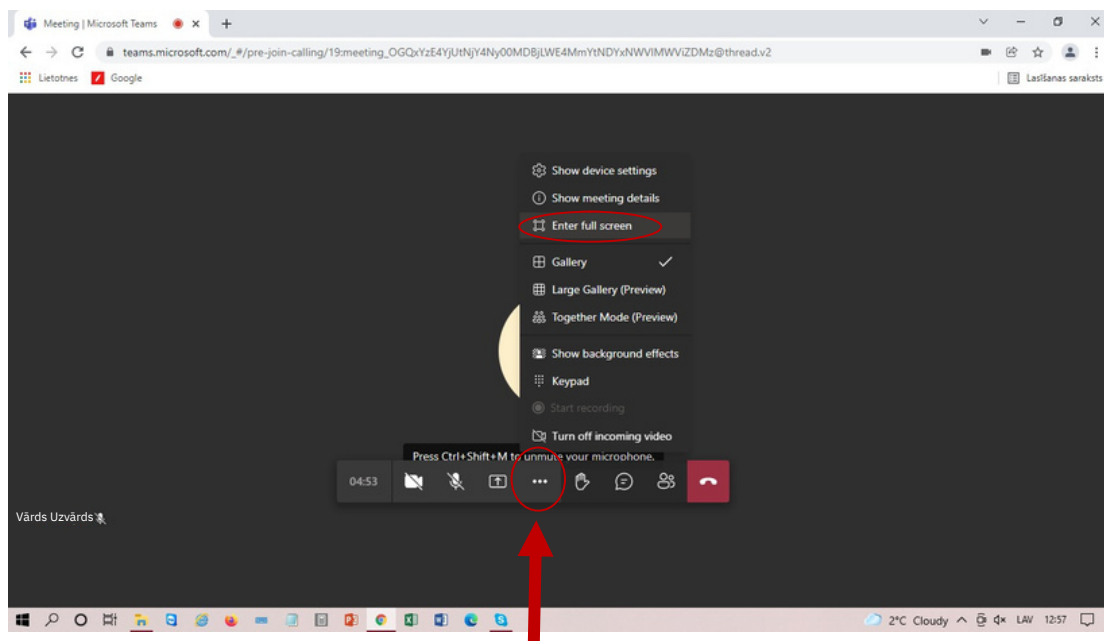 Meeting | Microsoft Teams
teams.microsoft.com/_#/pre-join-calling/19:meeting_OGQxYzE4YjUtNjY4Ny00MDBjLWE4MmYtNDYxNWVlMWViZDMz@thread.v2
Lietotnes Google Lasīšanas saraksts
Show device settings
Show meeting details
Enter full screen
Gallery
Large Gallery (Preview)
Together Mode (Preview)
Show background effects
Keypad
Start recording
Turn off incoming video
Press Ctrl+Shift+M to unmute your microphone.
04:53
Vārds Uzvārds
2°C Cloudy LAV 12:57